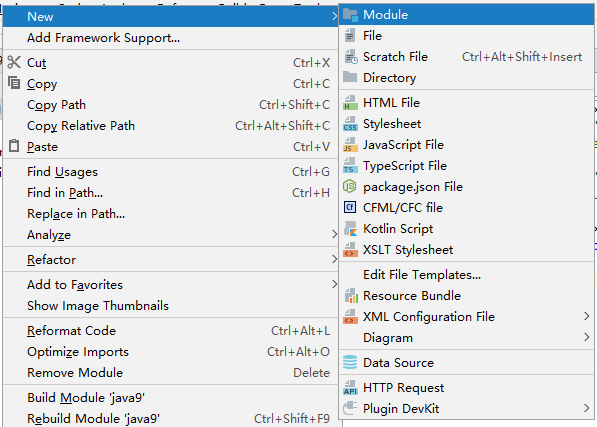 New
Add Framework Support...
Cut Ctrl+X
Copy Ctrl+C
Copy Path Ctrl+Shift+C
Copy Relative Path Ctrl+Alt+Shift+C
Paste Ctrl+V
Find Usages Ctrl+G
Find in Path... Ctrl+H
Replace in Path...
Analyze
Refactor
Add to Favorites
Show Image Thumbnails
Reformat Code Ctrl+Alt+L
Optimize Imports Ctrl+Alt+O
Remove Module Delete
Build Module 'java9'
Rebuild Module 'java9' Ctrl+Shift+F9
Module
File
Scratch File Ctrl+Alt+Shift+Insert
Directory
HTML File
Stylesheet
JavaScript File
TypeScript File
package.json File
CFML/CFC file
Kotlin Script
XSLT Stylesheet
Edit File Templates...
Resource Bundle
XML Configuration File
Diagram
Data Source
HTTP Request
Plugin DevKit